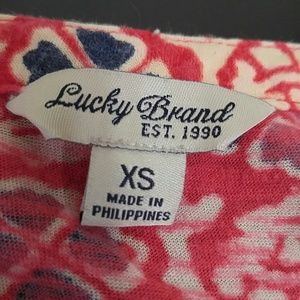 Lucky Brand
EST. 1990
XS
MADE IN
PHILIPPINES